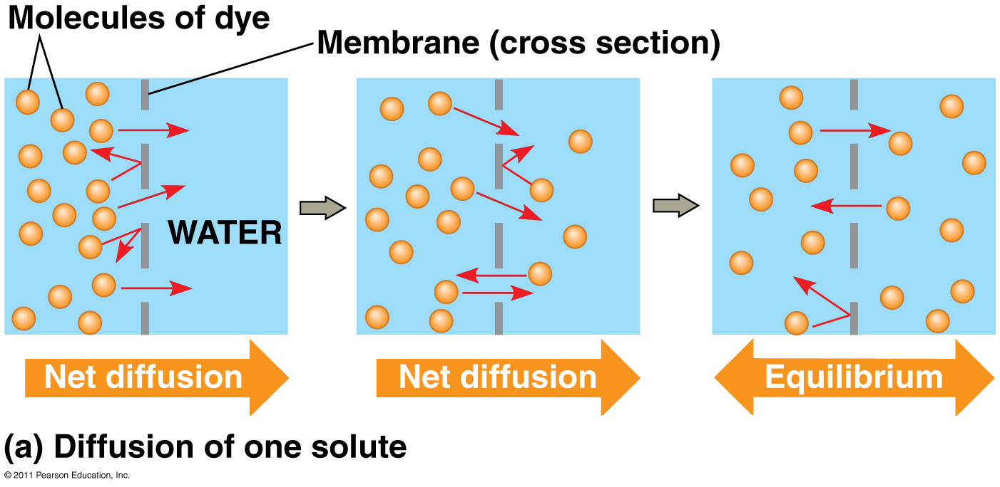 Molecules of dye
Membrane (cross section)
WATER
Net diffusion
Net diffusion
Equilibrium
(a) Diffusion of one solute
© 2011 Pearson Education, Inc.